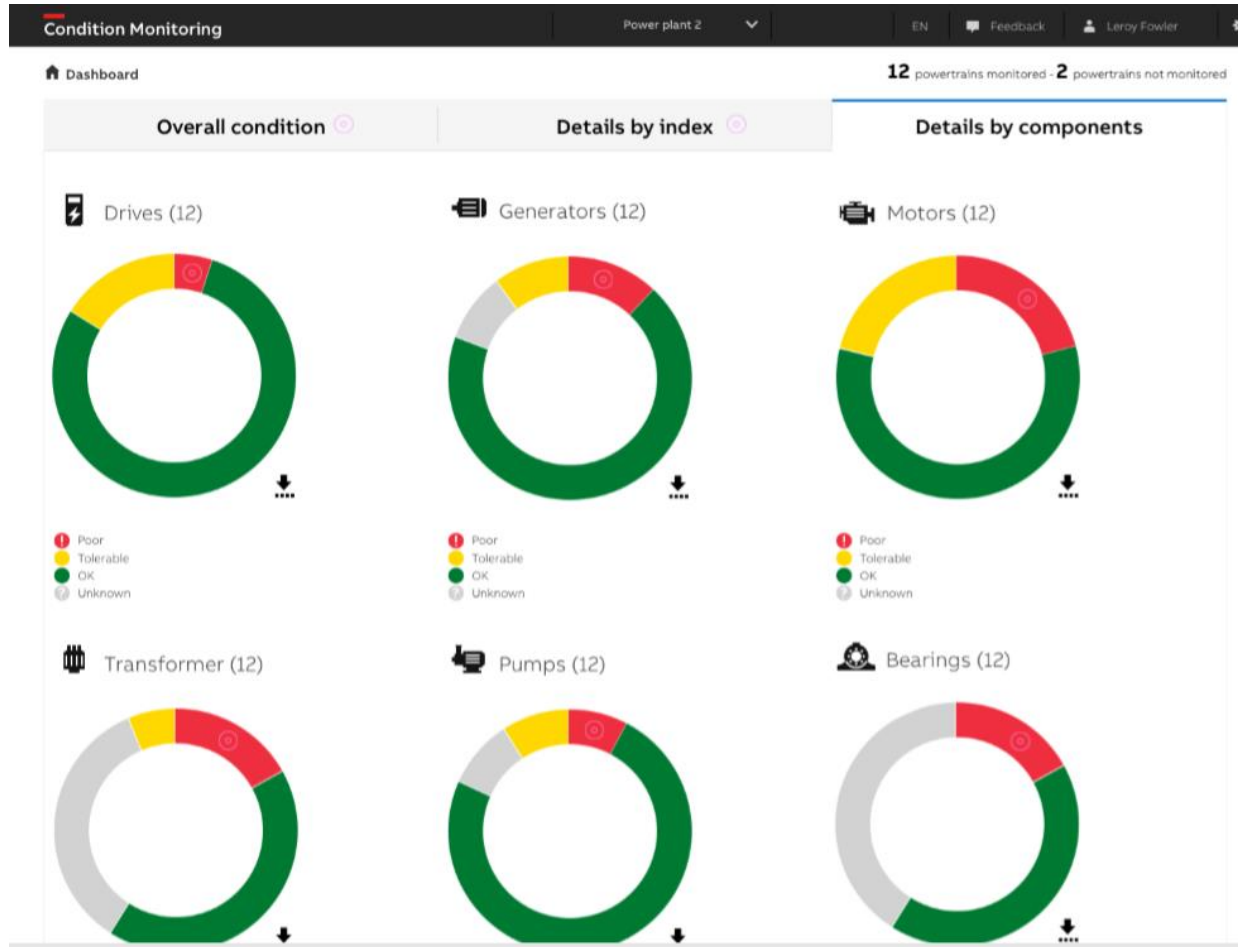 Condition Monitoring
Power plant 2
EN
Feedback
Leroy Fowler
Dashboard
12 powertrains monitored - 2 powertrains not monitored
Overall condition
Details by index
Details by components
Drives (12)
Generators (12)
Motors (12)
Poor
Tolerable
OK
Unknown
Poor
Tolerable
OK
Unknown
Poor
Tolerable
OK
Unknown
Transformer (12)
Pumps (12)
Bearings (12)